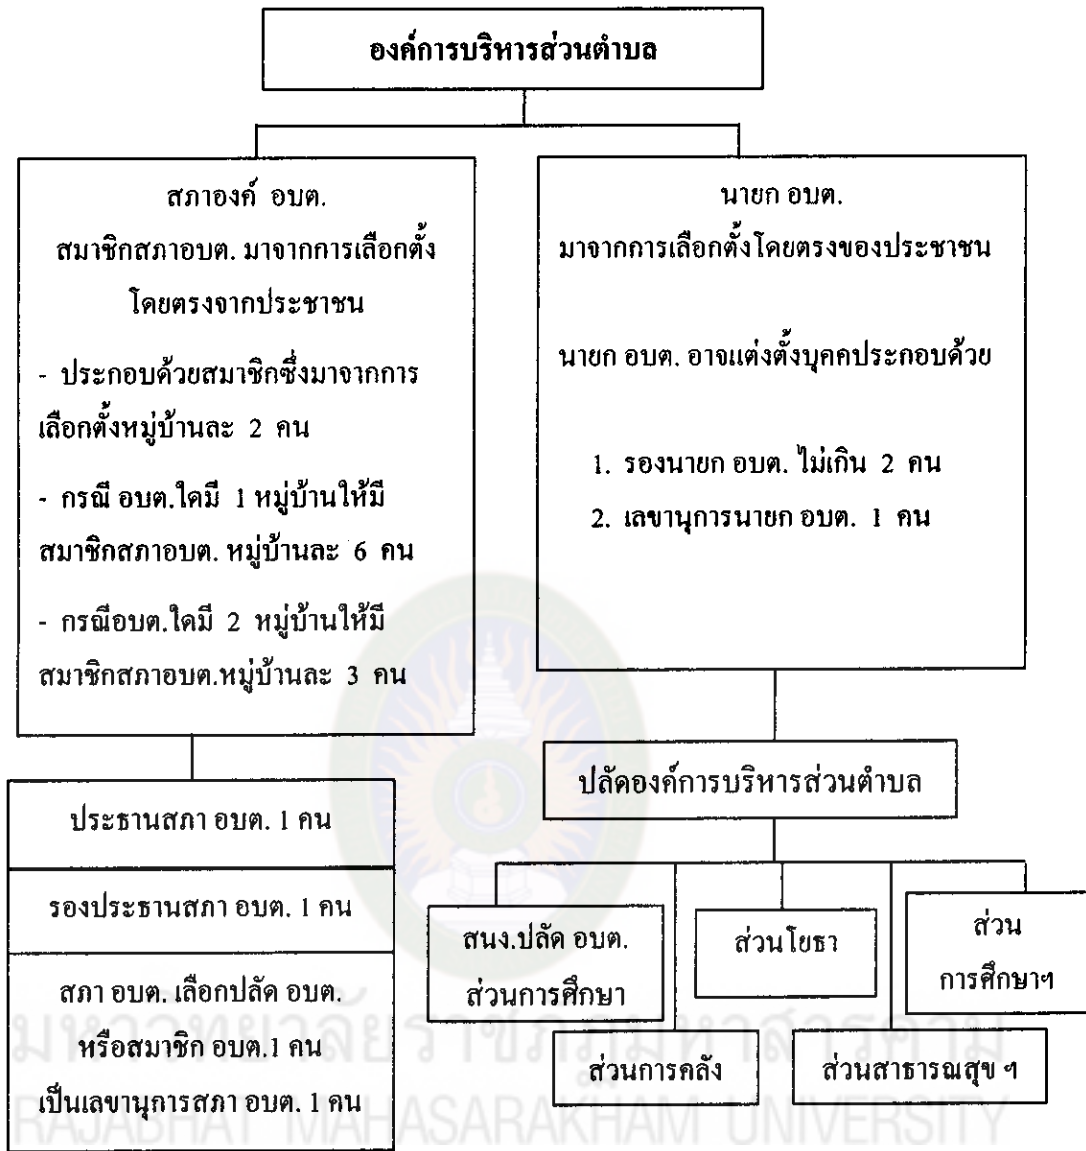 องค์การบริหารส่วนตำบล
สภาองค์ อบต.
สมาชิกสภาอบต. มาจากการเลือกตั้ง
โดยตรงจากประชาชน
- ประกอบด้วยสมาชิกซึ่งมาจากการ
เลือกตั้งหมู่บ้านละ 2 คน
- กรณี อบต.ใดมี 1 หมู่บ้านให้มี
สมาชิกสภาอบต. หมู่บ้านละ 6 คน
- กรณีอบต.ใดมี 2 หมู่บ้านให้มี
สมาชิกสภาอบต.หมู่บ้านละ 3 คน
นายก อบต.
มาจากการเลือกตั้งโดยตรงของประชาชน
นายก อบต. อาจแต่งตั้งบุคคประกอบด้วย
1. รองนายก อบต. ไม่เกิน 2 คน
2. เลขานุการนายก อบต. 1 คน
ประธานสภา อบต. 1 คน
รองประธานสภา อบต. 1 คน
สภา อบต. เลือกปลัด อบต.
หรือสมาชิก อบต.1 คน
เป็นเลขานุการสภา อบต. 1 คน
ปลัดองค์การบริหารส่วนตำบล
สนง.ปลัด อบต.
ส่วนการศึกษา
ส่วนโยธา
ส่วน
การศึกษาฯ
ส่วนการคลัง
ส่วนสาธารณสุข ฯ
มหาวิทยาลัยราชภัฏมหาสารคาม
RAJABHAT MAHASARAKHAM UNIVERSITY